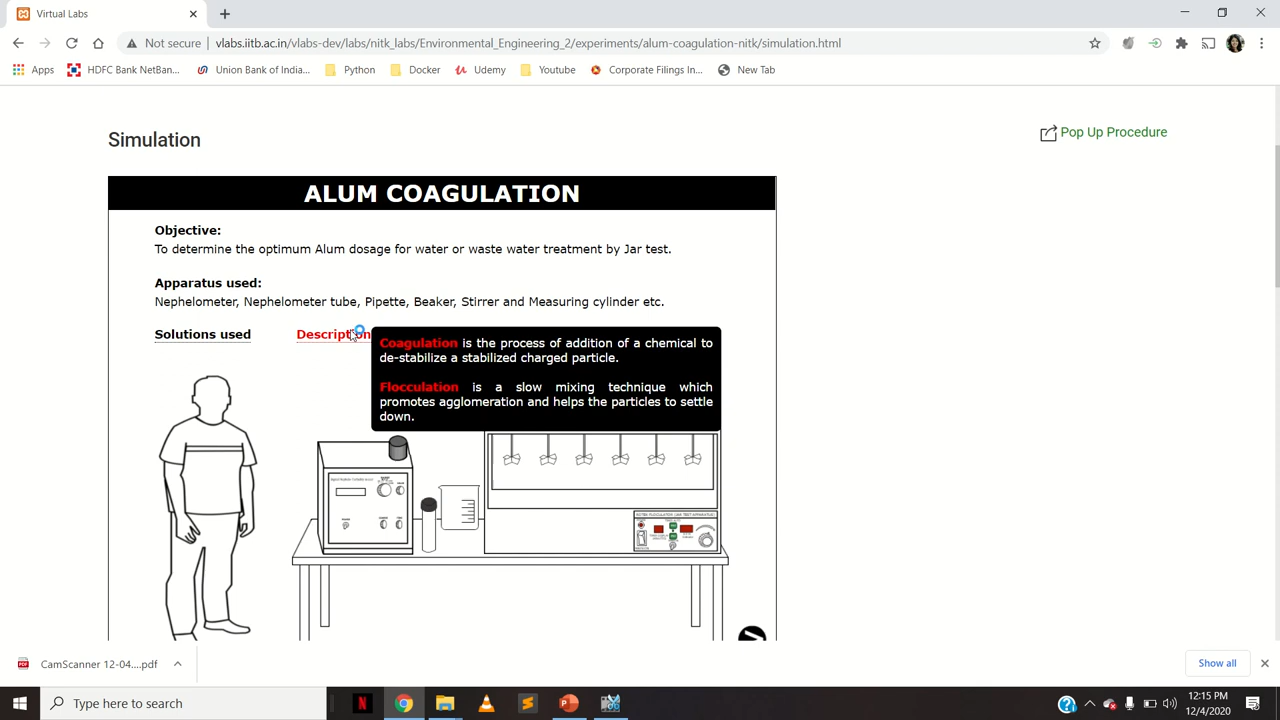 Virtual Labs
Not secure
vlabs.iitb.ac.in/vlabs-dev/labs/nitk_labs/Environmental_Engineering_2/experiments/alum-coagulation-nitk/simulation.html
Apps
HDFC Bank NetBan...
Union Bank of India...
Python
Docker
Udemy
Youtube
Corporate Filings In...
New Tab
Simulation
Pop Up Procedure
ALUM COAGULATION
Objective:
To determine the optimum Alum dosage for water or waste water treatment by Jar test.
Apparatus used:
Nephelometer, Nephelometer tube, Pipette, Beaker, Stirrer and Measuring cylinder etc.
Solutions used
Description
Coagulation is the process of addition of a chemical to
de-stabilize a stabilized charged particle.
Flocculation is a slow mixing technique which
promotes agglomeration and helps the particles to settle
down.
CamScanner 12-04....pdf
Show all
Type here to search
12:15 PM
12/4/2020